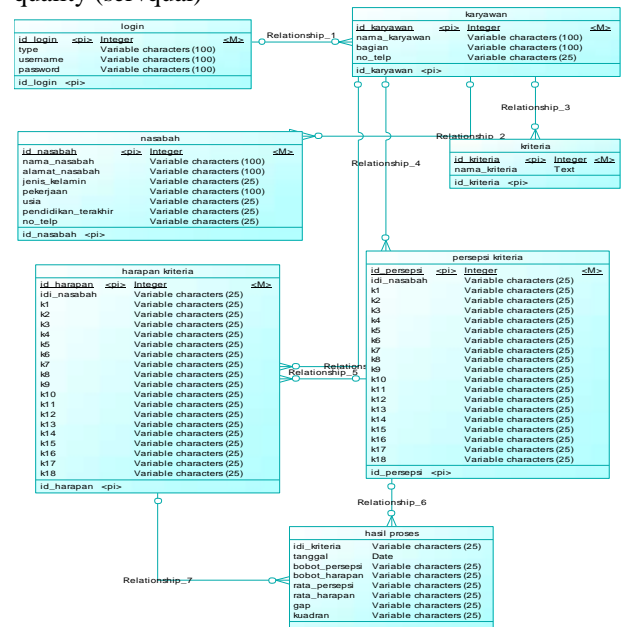 quality (servqual)
login
id_login <pi> Integer <M>
type Variable characters (100)
username Variable characters (100)
password Variable characters (100)
id_login <pi>
Relationship_1
karyawan
id_karyawan <pi> Integer <M>
nama_karyawan Variable characters (100)
bagian Variable characters (100)
no_telp Variable characters (25)
id_karyawan <pi>
Relationship_3
Relationship_2
nasabah
id_nasabah <pi> Integer <M>
nama_nasabah Variable characters (100)
alamat_nasabah Variable characters (100)
jenis_kelamin Variable characters (25)
pekerjaan Variable characters (100)
usia Variable characters (25)
pendidikan_terakhir Variable characters (25)
no_telp Variable characters (25)
id_nasabah <pi>
kriteria
id_kriteria <pi> Integer <M>
nama_kriteria Text
id_kriteria <pi>
Relationship_4
harapan kriteria
id_harapan <pi> Integer <M>
idi_nasabah Variable characters (25)
k1 Variable characters (25)
k2 Variable characters (25)
k3 Variable characters (25)
k4 Variable characters (25)
k5 Variable characters (25)
k6 Variable characters (25)
k7 Variable characters (25)
k8 Variable characters (25)
k9 Variable characters (25)
k10 Variable characters (25)
k11 Variable characters (25)
k12 Variable characters (25)
k13 Variable characters (25)
k14 Variable characters (25)
k15 Variable characters (25)
k16 Variable characters (25)
k17 Variable characters (25)
k18 Variable characters (25)
id_harapan <pi>
Relationship_5
persepsi kriteria
id_persepsi <pi> Integer <M>
idi_nasabah Variable characters (25)
k1 Variable characters (25)
k2 Variable characters (25)
k3 Variable characters (25)
k4 Variable characters (25)
k5 Variable characters (25)
k6 Variable characters (25)
k7 Variable characters (25)
k8 Variable characters (25)
k9 Variable characters (25)
k10 Variable characters (25)
k11 Variable characters (25)
k12 Variable characters (25)
k13 Variable characters (25)
k14 Variable characters (25)
k15 Variable characters (25)
k16 Variable characters (25)
k17 Variable characters (25)
k18 Variable characters (25)
id_persepsi <pi>
Relationship_6
Relationship_7
hasil proses
idi_kriteria Variable characters (25)
tanggal Date
bobot_persepsi Variable characters (25)
bobot_harapan Variable characters (25)
rata_persepsi Variable characters (25)
rata_harapan Variable characters (25)
gap Variable characters (25)
kuadran Variable characters (25)